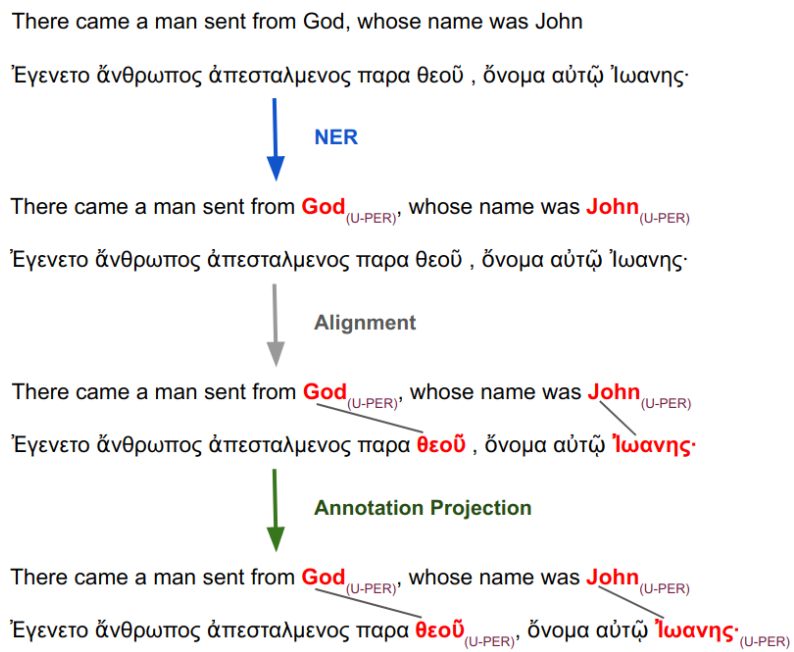 There came a man sent from God, whose name was John
Ἐγενετο ἄνθρωπος ἀπεσταλμενος παρα θεοῦ , ὄνομα αὐτῷ Ἰωανης·
NER
There came a man sent from God(U-PER), whose name was John(U-PER)
Ἐγενετο ἄνθρωπος ἀπεσταλμενος παρα θεοῦ , ὄνομα αὐτῷ Ἰωανης·
Alignment
There came a man sent from God(U-PER), whose name was John(U-PER)
Ἐγενετο ἄνθρωπος ἀπεσταλμενος παρα θεοῦ , ὄνομα αὐτῷ Ἰωανης·
Annotation Projection
There came a man sent from God(U-PER), whose name was John(U-PER)
Ἐγενετο ἄνθρωπος ἀπεσταλμενος παρα θεοῦ(U-PER), ὄνομα αὐτῷ Ἰωανης·(U-PER)